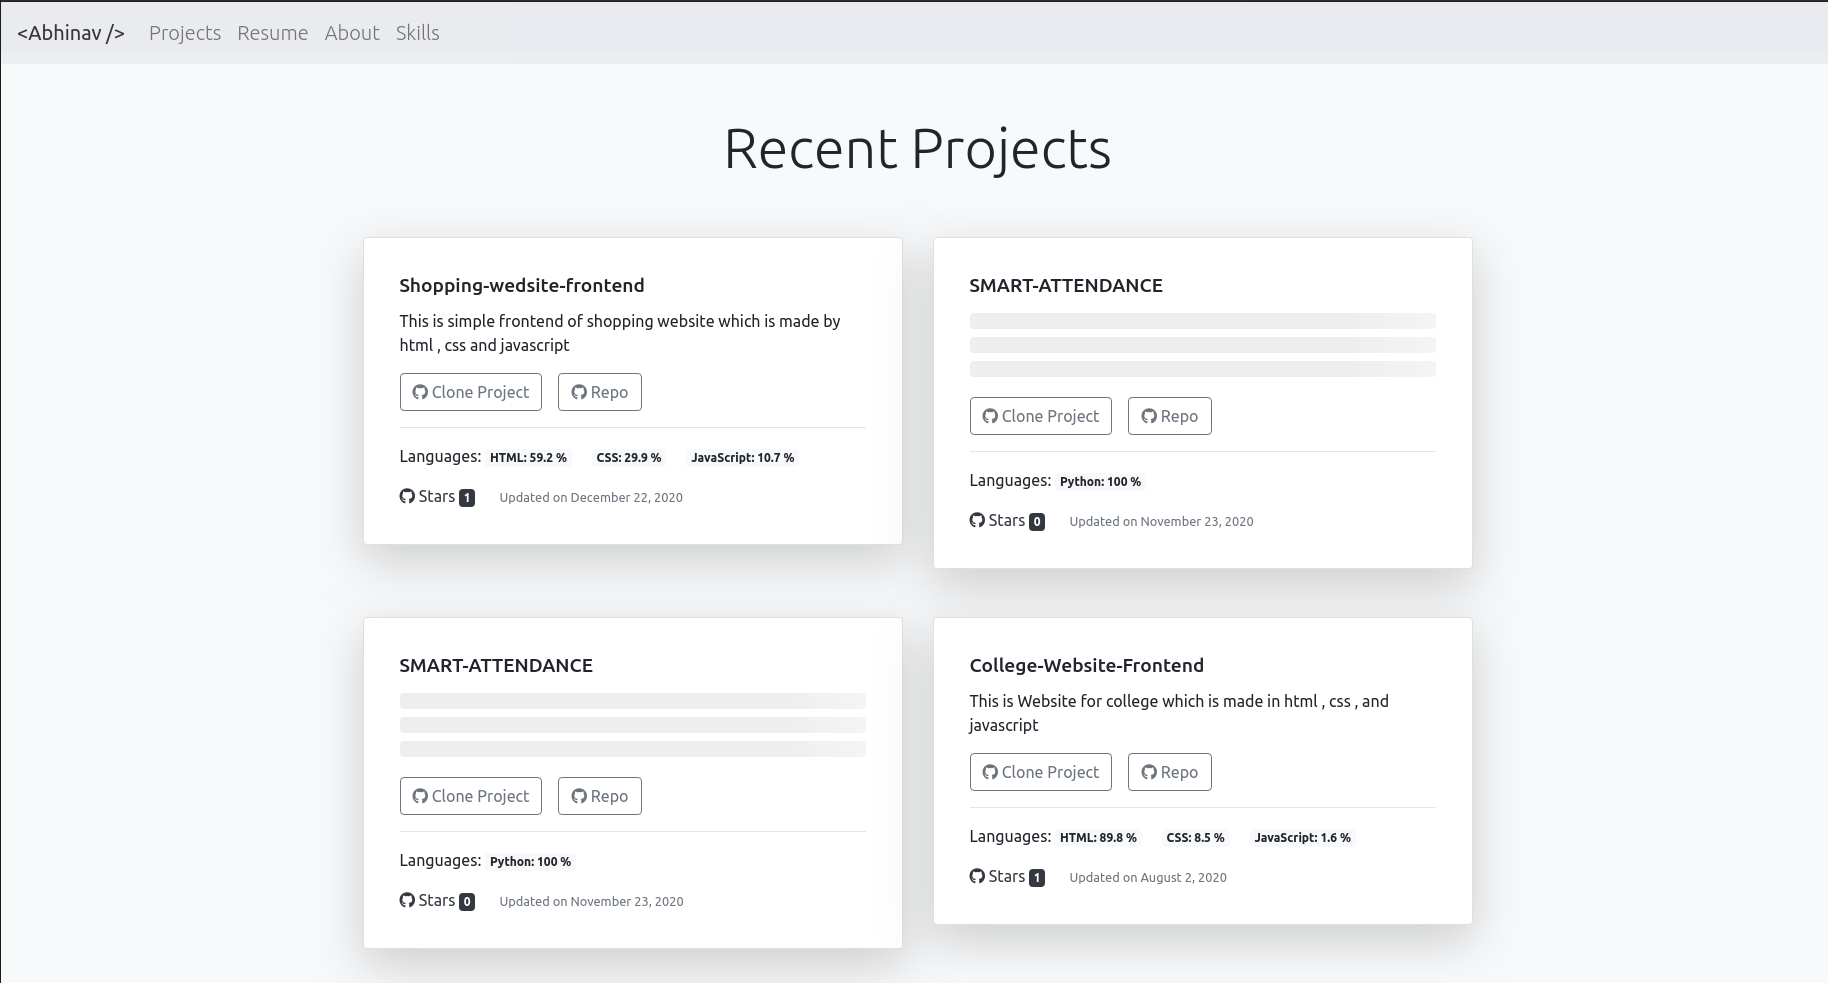 <Abhinav /> Projects Resume About Skills
Recent Projects
Shopping-wedsite-frontend
This is simple frontend of shopping website which is made by
html , css and javascript
Clone Project Repo
Languages: HTML: 59.2 % CSS: 29.9 % JavaScript: 10.7 %
Stars 1 Updated on December 22, 2020
SMART-ATTENDANCE
Clone Project Repo
Languages: Python: 100 %
Stars 0 Updated on November 23, 2020
SMART-ATTENDANCE
Clone Project Repo
Languages: Python: 100 %
Stars 0 Updated on November 23, 2020
College-Website-Frontend
This is Website for college which is made in html , css , and
javascript
Clone Project Repo
Languages: HTML: 89.8 % CSS: 8.5 % JavaScript: 1.6 %
Stars 1 Updated on August 2, 2020